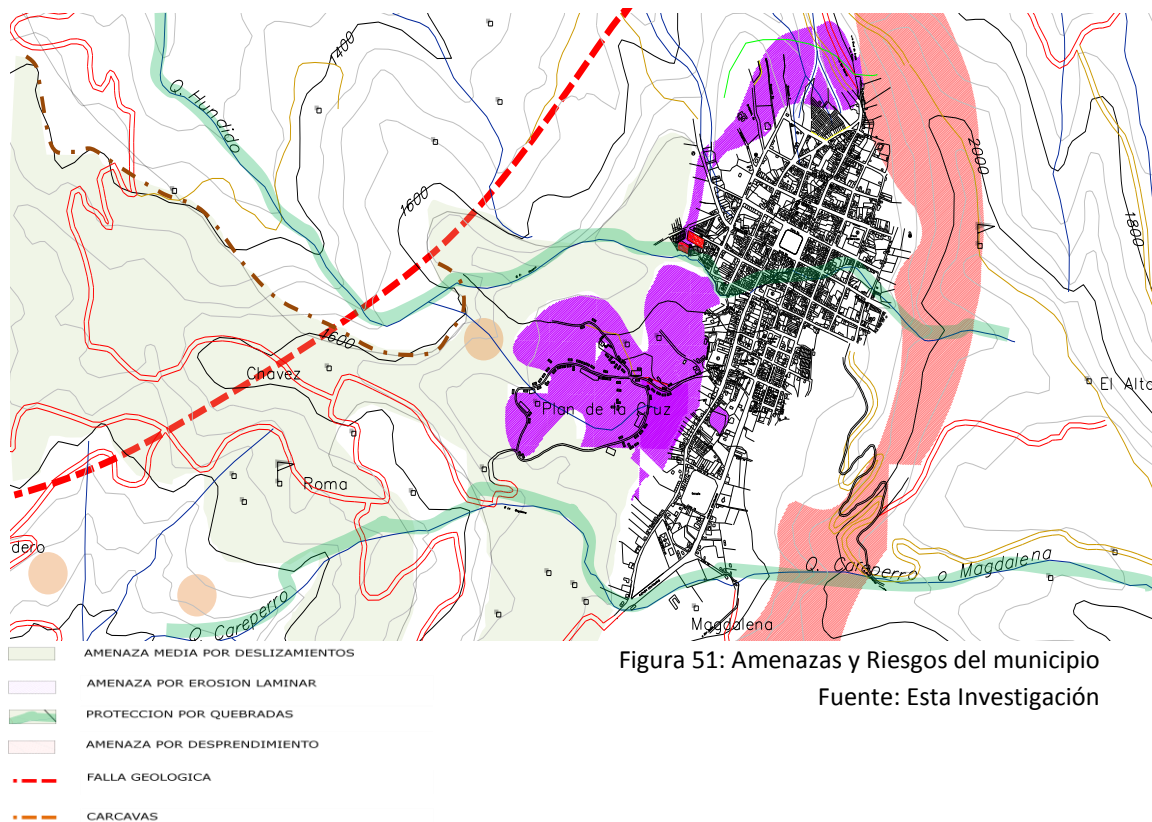 1400
2000
Q. Hundido
1600
1800
1600
Chavez
El Alto
Plan de la Cruz
Roma
dero
Q. Careperro o Magdalena
Q. Careperro
Magdalena
AMENAZA MEDIA POR DESLIZAMIENTOS
AMENAZA POR EROSION LAMINAR
PROTECCION POR QUEBRADAS
AMENAZA POR DESPRENDIMIENTO
FALLA GEOLOGICA
CARCAVAS
Figura 51: Amenazas y Riesgos del municipio
Fuente: Esta Investigación